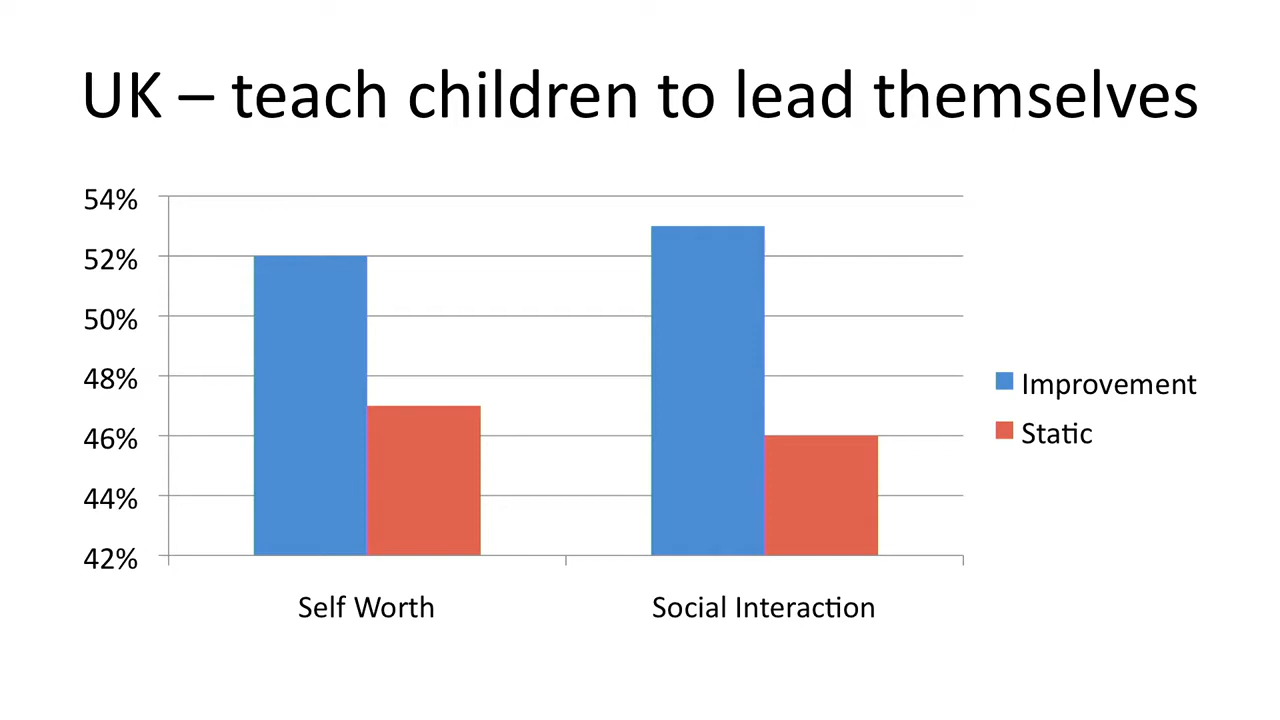 UK – teach children to lead themselves
54%
52%
50%
48%
46%
44%
42%
Self Worth
Social Interaction
Improvement
Static